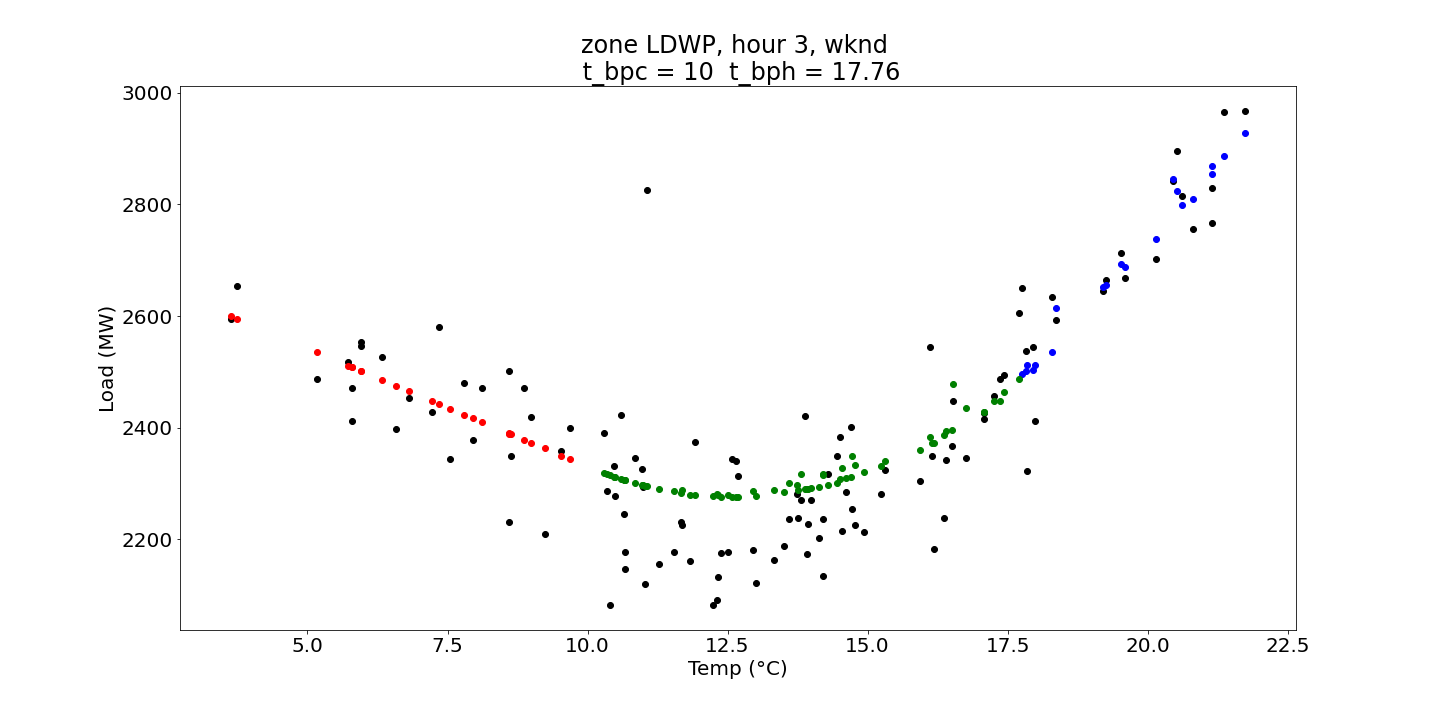 zone LDWP, hour 3, wknd
t_bpc = 10  t_bph = 17.76
3000
2800
2600
2400
2200
Load (MW)
5.0 7.5 10.0 12.5 15.0 17.5 20.0 22.5
Temp (°C)